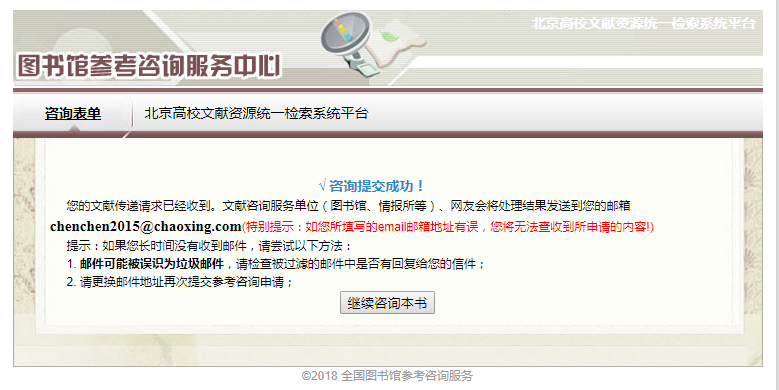 北京高校文献资源统一检索系统平台
图书馆参考咨询服务中心
咨询表单 北京高校文献资源统一检索系统平台
√ 咨询提交成功！
您的文献传递请求已经收到。文献咨询服务单位（图书馆、情报所等）、网友会将处理结果发送到您的邮箱
chenchen2015@chaoxing.com(特别提示：如您所填写的email邮箱地址有误，您将无法查收到所申请的内容!)
提示：如果您长时间没有收到邮件，请尝试以下方法：
1. 邮件可能被误识为垃圾邮件，请检查被过滤的邮件中是否有回复给您的信件；
2. 请更换邮件地址再次提交参考咨询申请；
继续咨询本书
©2018 全国图书馆参考咨询服务